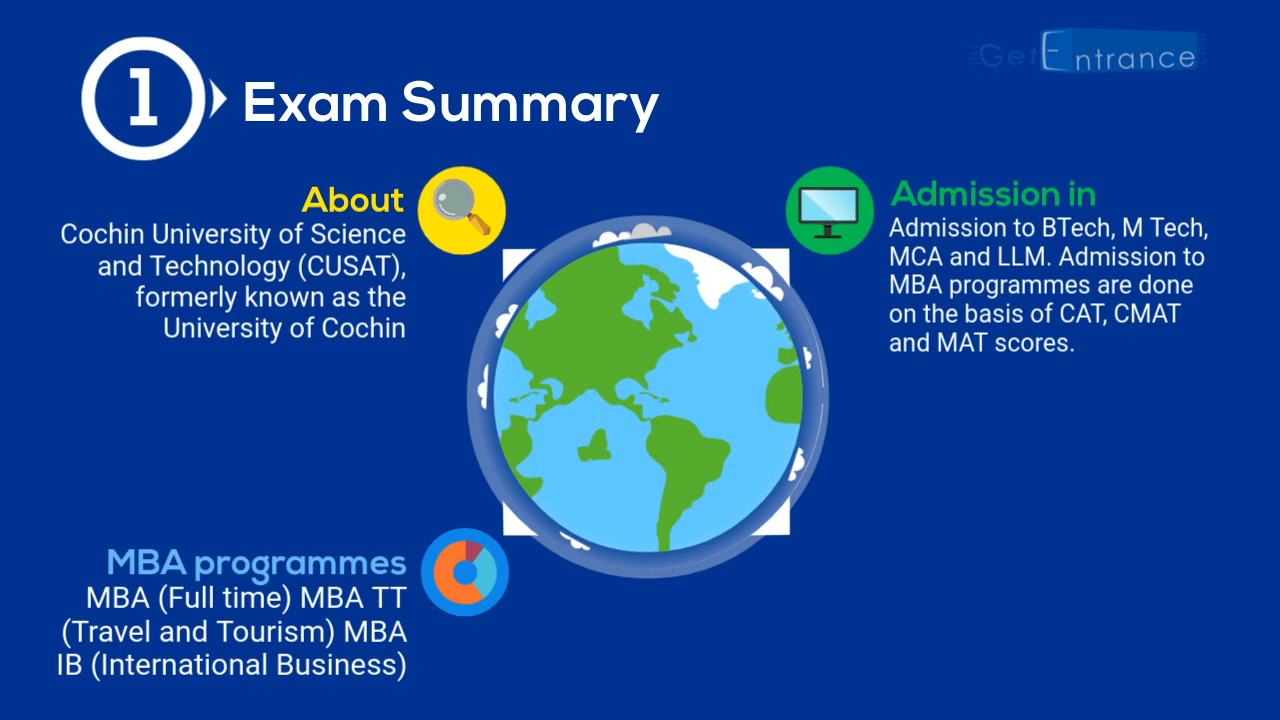 1
Exam Summary
GetEntrance
About
Cochin University of Science
and Technology (CUSAT),
formerly known as the
University of Cochin
Admission in
Admission to BTech, M Tech,
MCA and LLM. Admission to
MBA programmes are done
on the basis of CAT, CMAT
and MAT scores.
MBA programmes
MBA (Full time) MBA TT
(Travel and Tourism) MBA
IB (International Business)